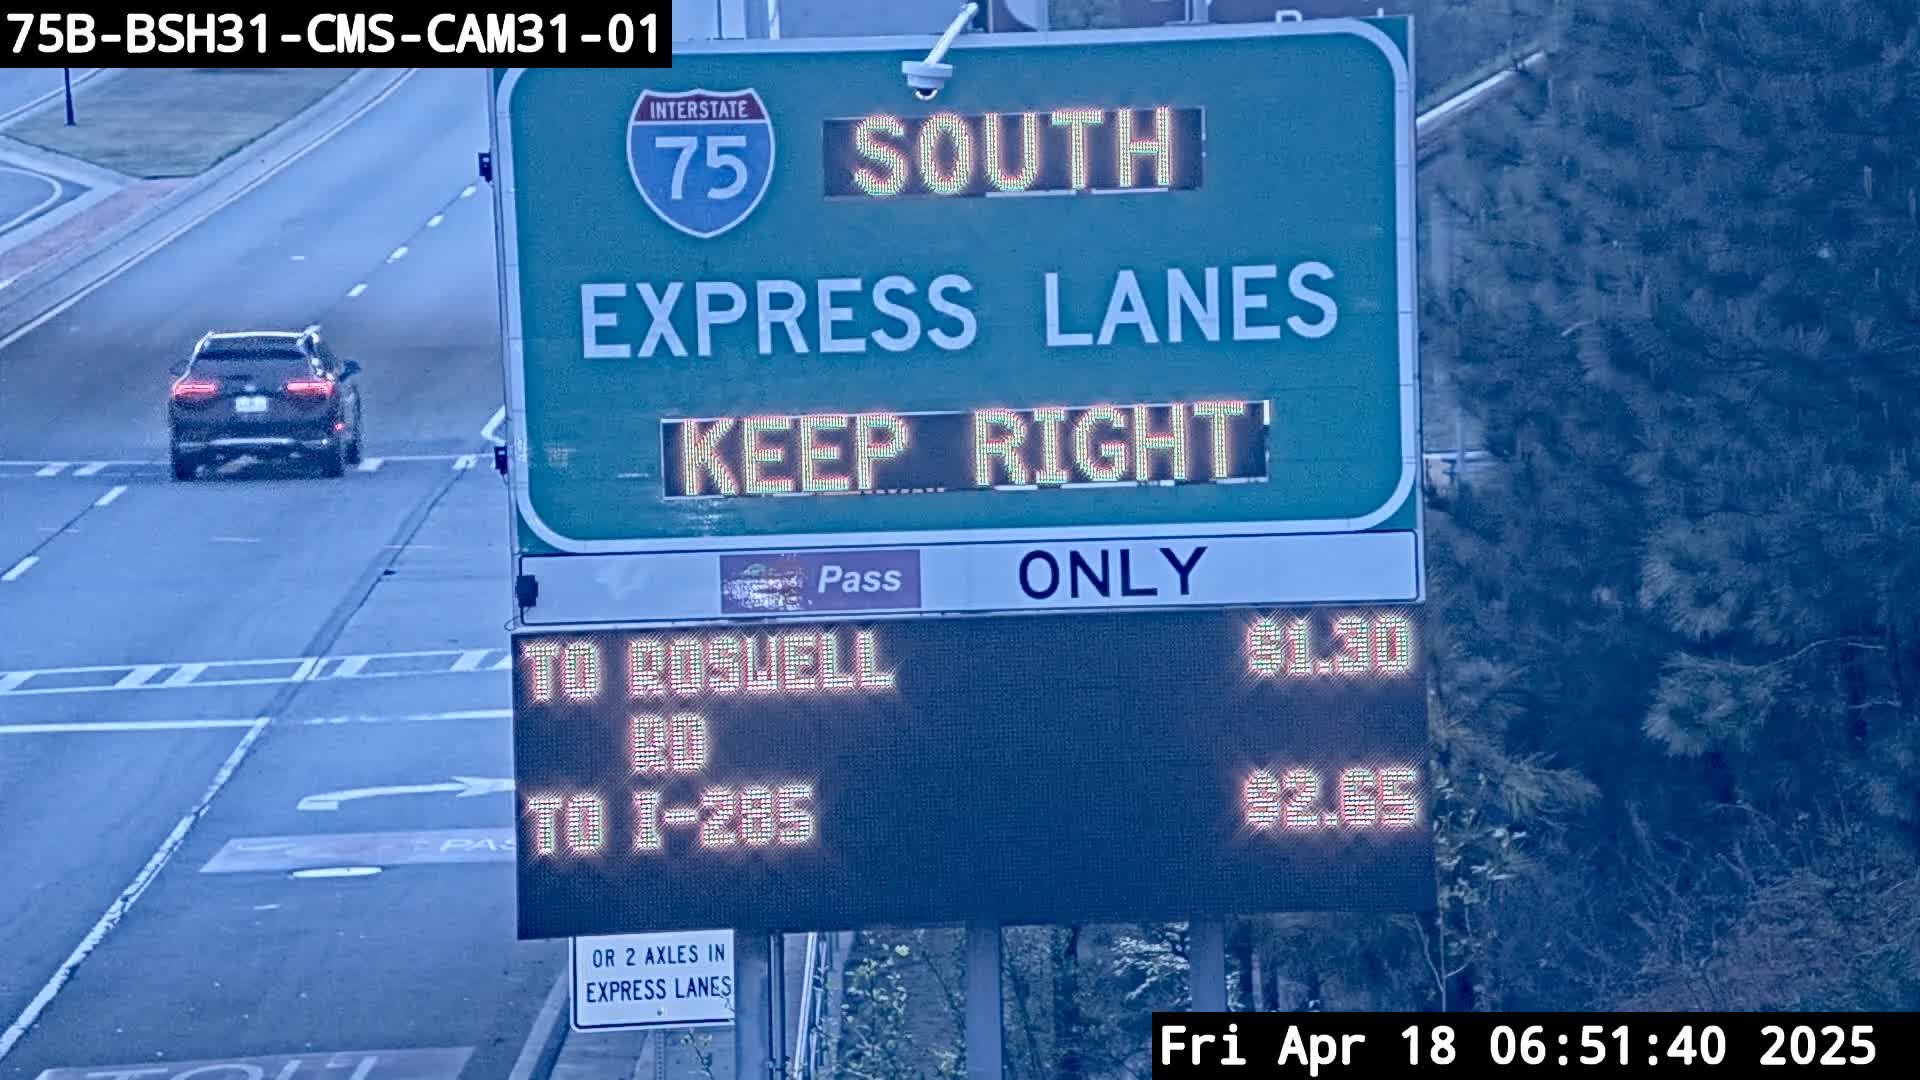 75B-BSH31-CMS-CAM31-01
INTERSTATE
75
SOUTH
EXPRESS LANES
KEEP RIGHT
Pass ONLY
TO ROSWELL $1.30
RD
TO I-285 $2.65
OR 2 AXLES IN
EXPRESS LANES
Fri Apr 18 06:51:40 2025